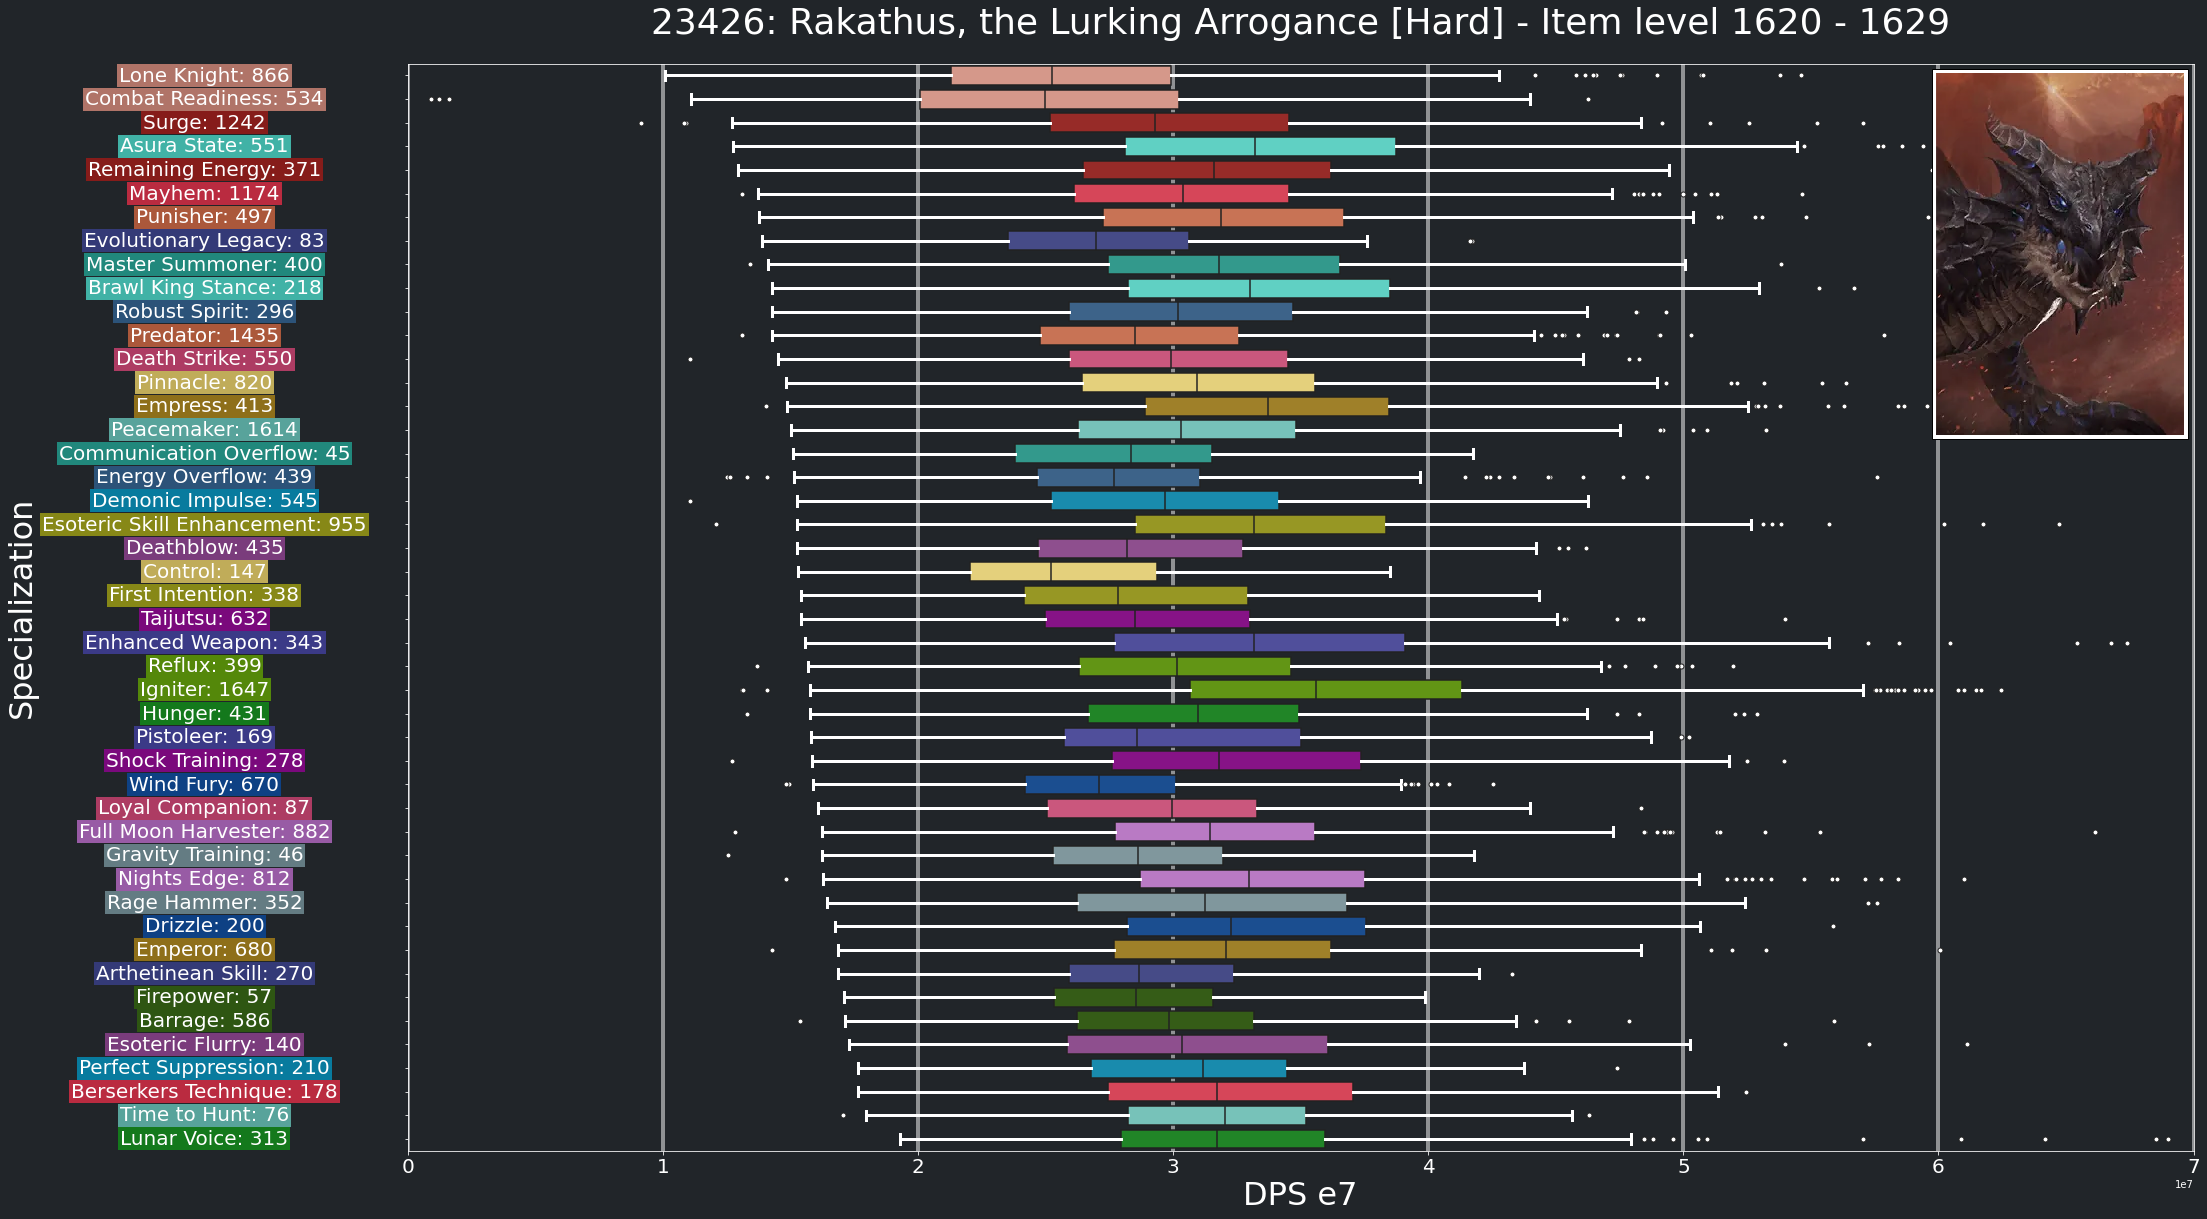 23426: Rakathus, the Lurking Arrogance [Hard] - Item level 1620 - 1629
Specialization
Lone Knight: 866
Combat Readiness: 534
Surge: 1242
Asura State: 551
Remaining Energy: 371
Mayhem: 1174
Punisher: 497
Evolutionary Legacy: 83
Master Summoner: 400
Brawl King Stance: 218
Robust Spirit: 296
Predator: 1435
Death Strike: 550
Pinnacle: 820
Empress: 413
Peacemaker: 1614
Communication Overflow: 45
Energy Overflow: 439
Demonic Impulse: 545
Esoteric Skill Enhancement: 955
Deathblow: 435
Control: 147
First Intention: 338
Taijutsu: 632
Enhanced Weapon: 343
Reflux: 399
Igniter: 1647
Hunger: 431
Pistoleer: 169
Shock Training: 278
Wind Fury: 670
Loyal Companion: 87
Full Moon Harvester: 882
Gravity Training: 46
Nights Edge: 812
Rage Hammer: 352
Drizzle: 200
Emperor: 680
Arthetinean Skill: 270
Firepower: 57
Barrage: 586
Esoteric Flurry: 140
Perfect Suppression: 210
Berserkers Technique: 178
Time to Hunt: 76
Lunar Voice: 313
0 1 2 3 4 5 6 7
1e7
DPS e7